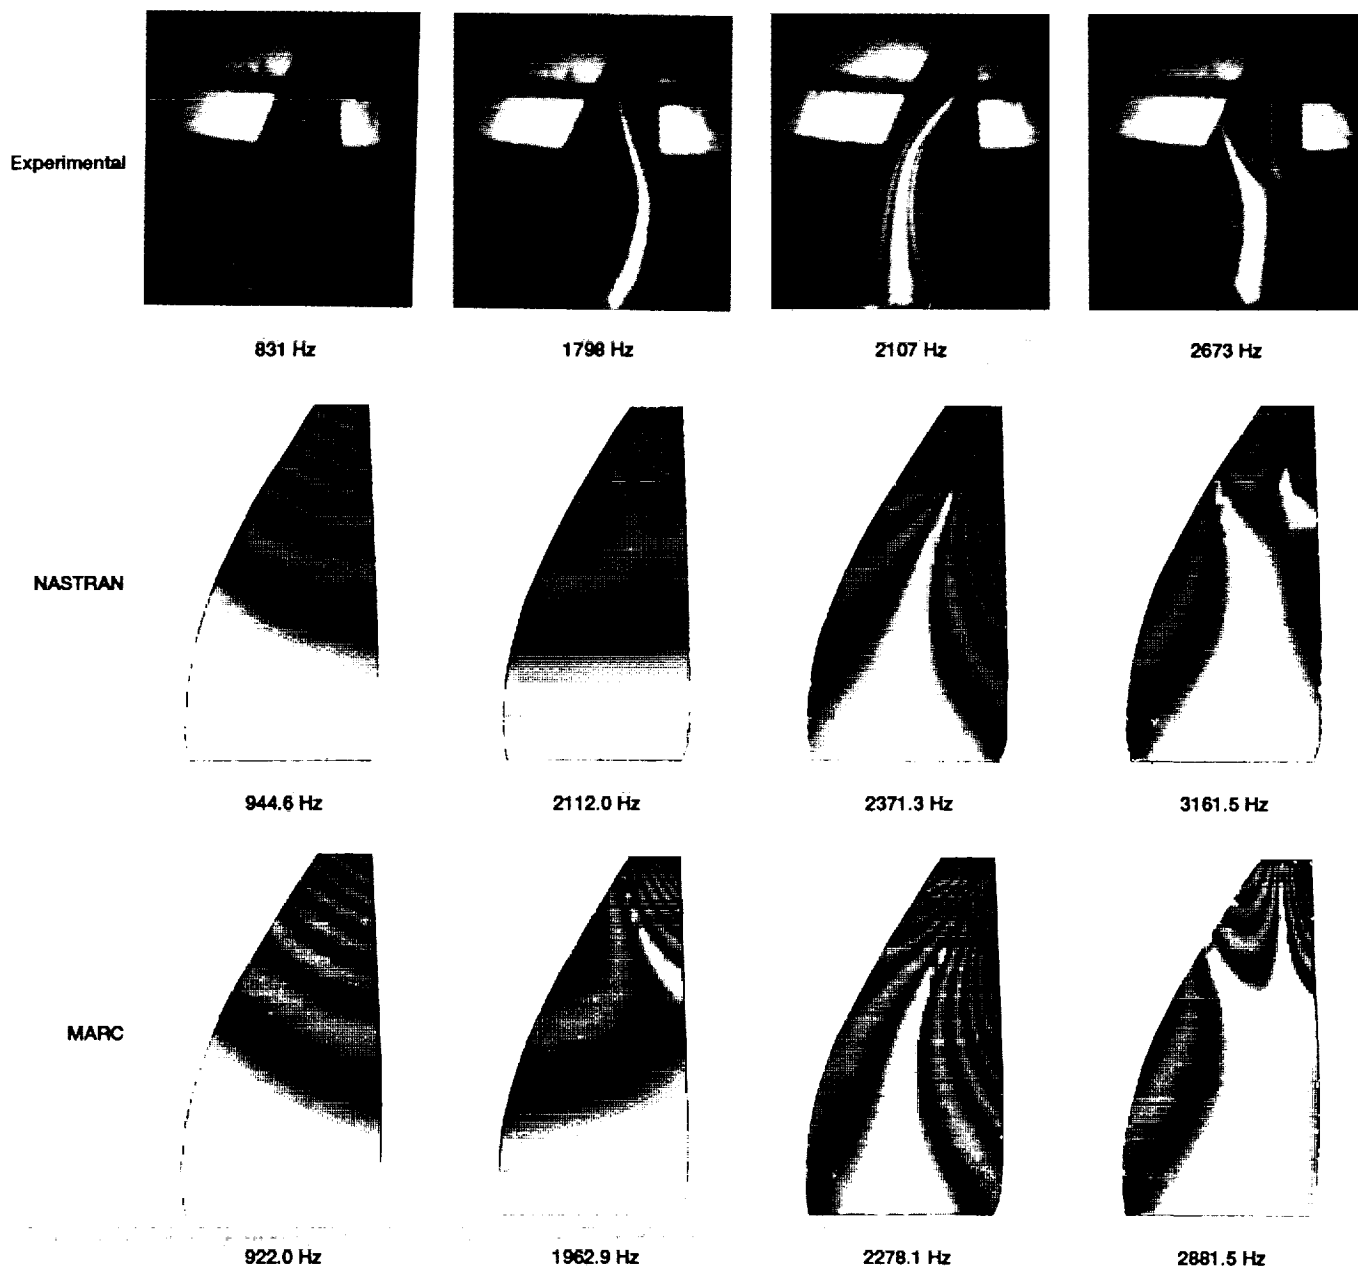 Experimental
831 Hz
1798 Hz
2107 Hz
2673 Hz
NASTRAN
944.6 Hz
2112.0 Hz
2371.3 Hz
3161.5 Hz
MARC
922.0 Hz
1962.9 Hz
2278.1 Hz
2881.5 Hz